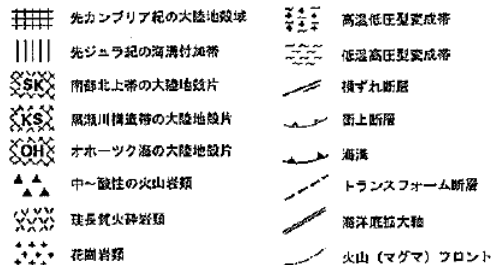 先カンブリア紀の大陸地殻域
先ジュラ紀の海溝付加帯
SK 南部北上帯の大陸地殻片
KS 黒瀬川構造帯の大陸地殻片
OH オホーツク海の大陸地殻片
中〜酸性の火山岩類
珪長質火砕岩類
花崗岩類
高温低圧型変成帯
低温高圧型変成帯
横ずれ断層
衝上断層
海溝
トランスフォーム断層
海洋底拡大軸
火山（マグマ）フロント